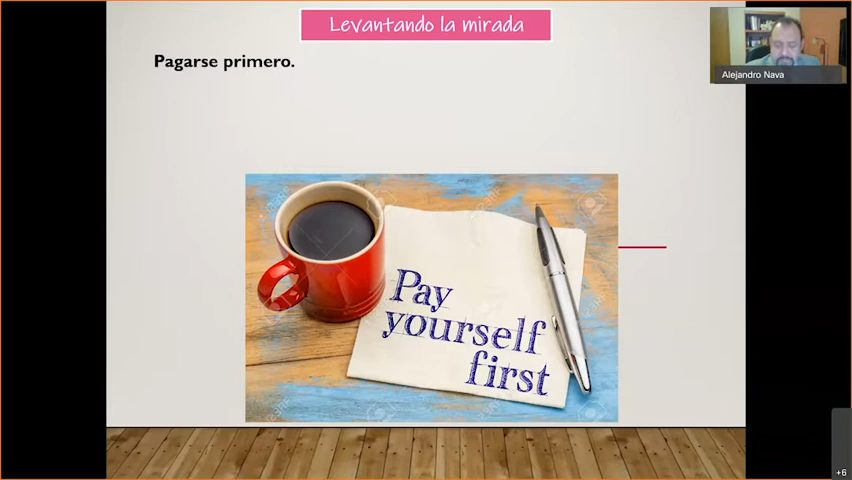 Levantando la mirada
Pagarse primero.
Alejandro Nava
Pay
yourself
first
+6